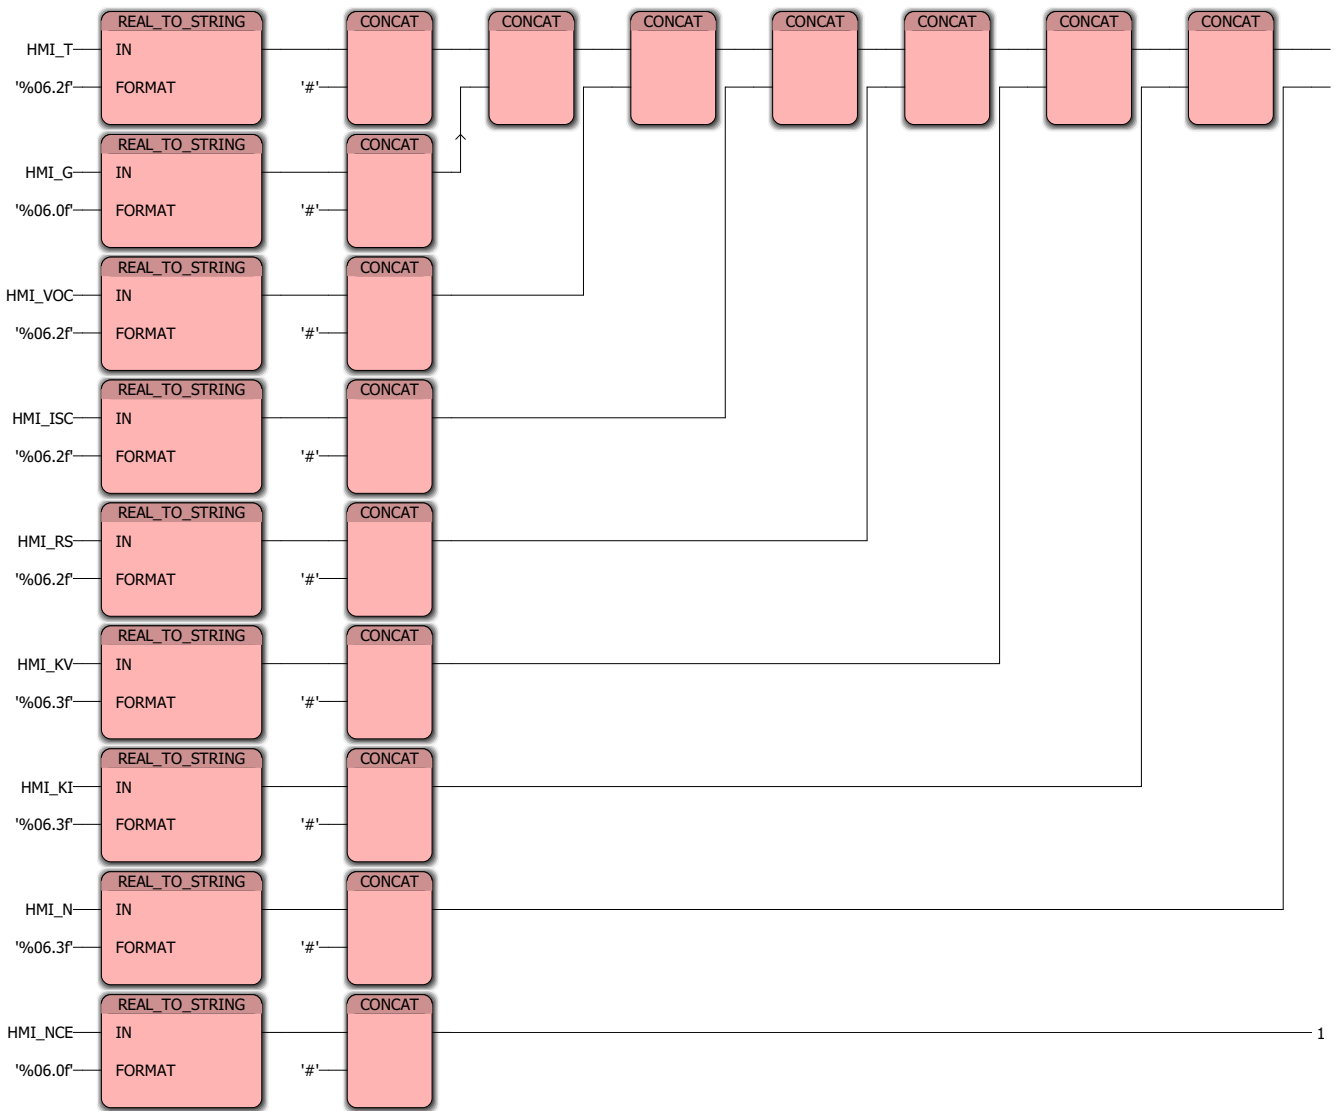 REAL_TO_STRING CONCAT CONCAT CONCAT CONCAT CONCAT CONCAT CONCAT
HMI_T IN
'%06.2f' FORMAT '#'
REAL_TO_STRING CONCAT
HMI_G IN
'%06.0f' FORMAT '#'
REAL_TO_STRING CONCAT
HMI_VOC IN
'%06.2f' FORMAT '#'
REAL_TO_STRING CONCAT
HMI_ISC IN
'%06.2f' FORMAT '#'
REAL_TO_STRING CONCAT
HMI_RS IN
'%06.2f' FORMAT '#'
REAL_TO_STRING CONCAT
HMI_KV IN
'%06.3f' FORMAT '#'
REAL_TO_STRING CONCAT
HMI_KI IN
'%06.3f' FORMAT '#'
REAL_TO_STRING CONCAT
HMI_N IN
'%06.3f' FORMAT '#'
REAL_TO_STRING CONCAT
HMI_NCE IN 1
'%06.0f' FORMAT '#'